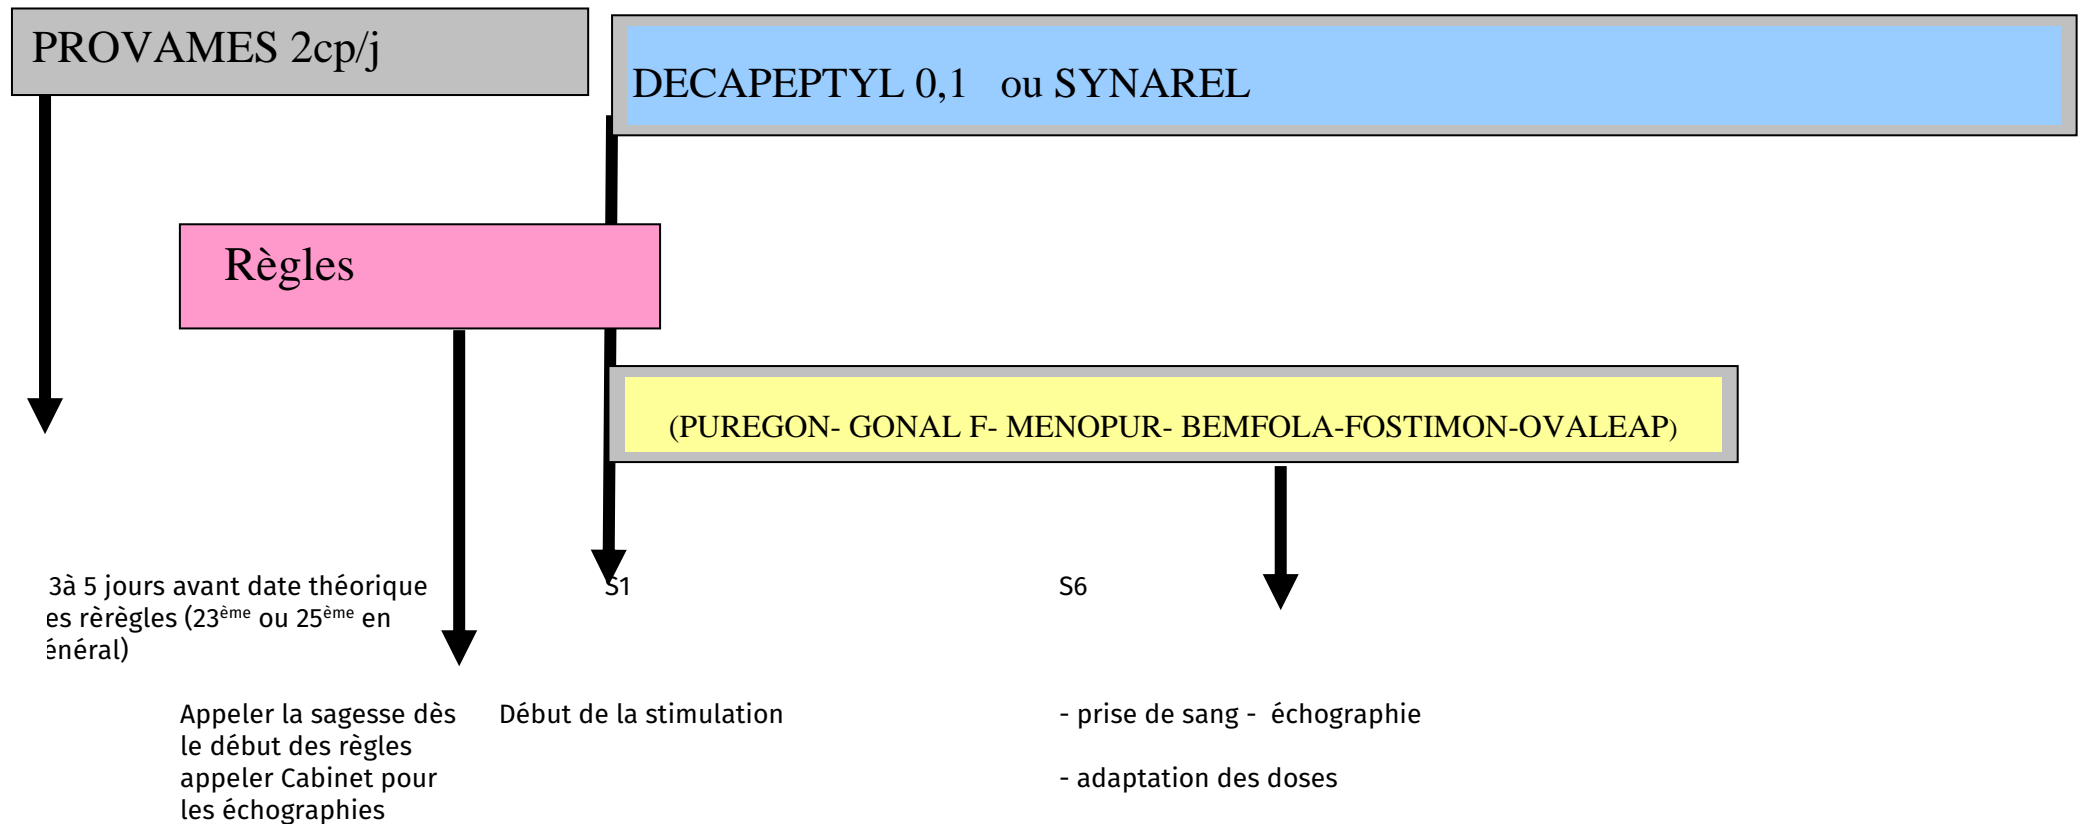 PROVAMES 2cp/j
DECAPEPTYL 0,1 ou SYNAREL
Règles
(PUREGON- GONAL F- MENOPUR- BEMFOLA-FOSTIMON-OVALEAP)
3à 5 jours avant date théorique
es rèrègles (23ème ou 25ème en
énéral)
S1
S6
Appeler la sagesse dès
le début des règles
appeler Cabinet pour
les échographies
Début de la stimulation
- prise de sang - échographie
- adaptation des doses